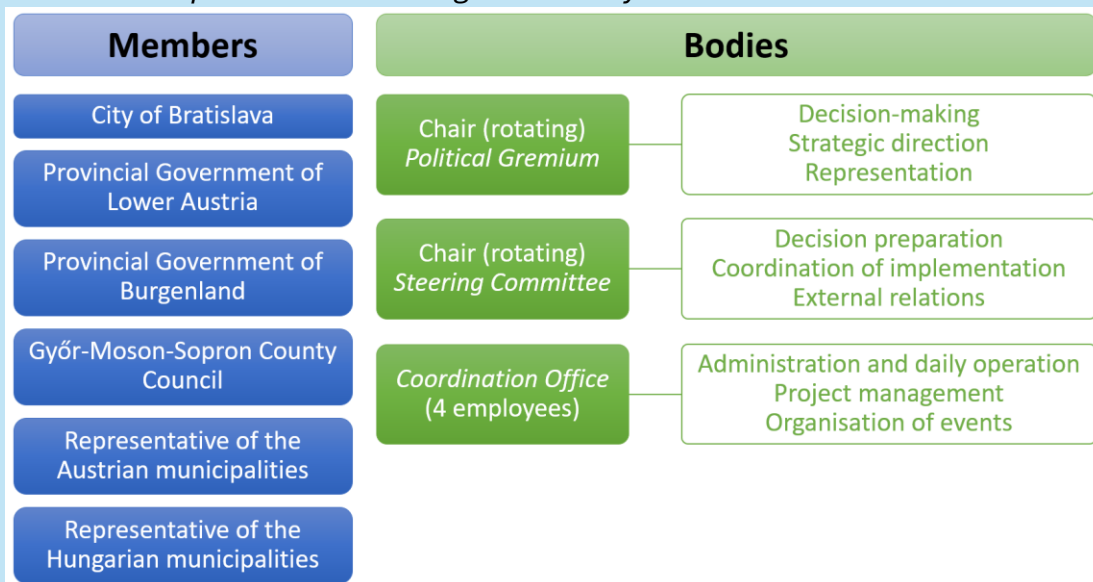 Members
City of Bratislava
Provincial Government of
Lower Austria
Provincial Government of
Burgenland
Győr-Moson-Sopron County
Council
Representative of the
Austrian municipalities
Representative of the
Hungarian municipalities
Bodies
Chair (rotating)
Political Gremium
Decision-making
Strategic direction
Representation
Chair (rotating)
Steering Committee
Decision preparation
Coordination of implementation
External relations
Coordination Office
(4 employees)
Administration and daily operation
Project management
Organisation of events